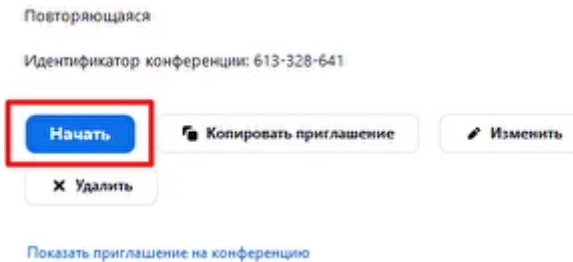 Повторяющаяся
Идентификатор конференции: 613-328-641
Начать Копировать приглашение Изменить
Удалить
Показать приглашение на конференцию